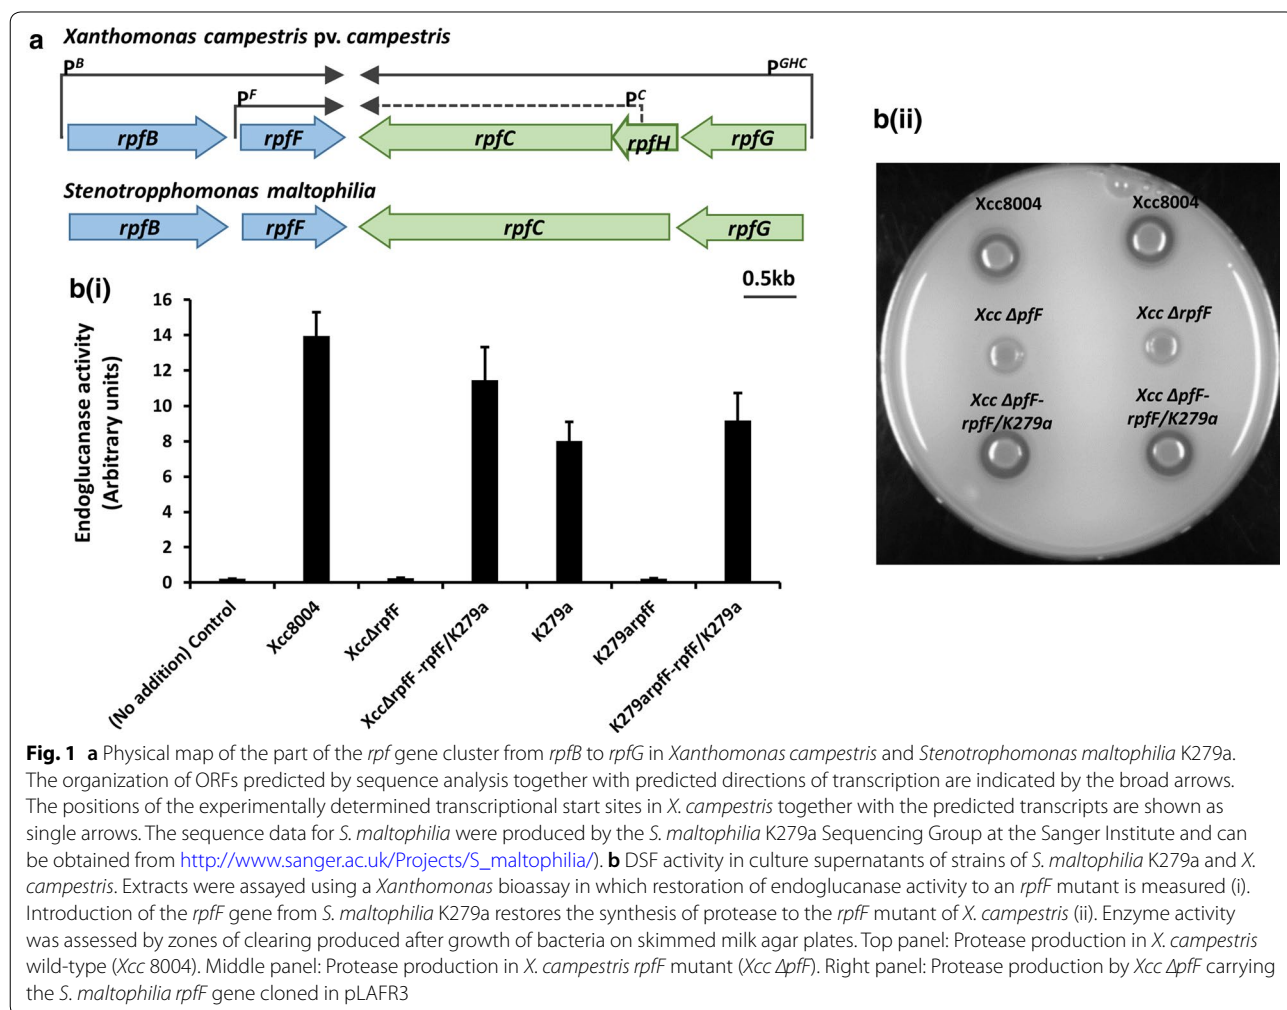 a Xanthomonas campestris pv. campestris
P^B P^GHC
P^F P^C
rpfB rpfF rpfC rpfH rpfG
Stenotropphomonas maltophilia
rpfB rpfF rpfC rpfG
0.5kb
b(i)
Endoglucanase activity
(Arbitrary units)
16
14
12
10
8
6
4
2
0
(No addition) Control
Xcc8004
XccΔrpfF
XccΔrpfF-rpfF/K279a
K279a
K279arpfF
K279arpfF-rpfF/K279a
b(ii)
Xcc8004 Xcc8004
Xcc ΔpfF Xcc ΔrpfF
Xcc ΔpfF- Xcc ΔpfF-
rpfF/K279a rpfF/K279a
Fig. 1 a Physical map of the part of the rpf gene cluster from rpfB to rpfG in Xanthomonas campestris and Stenotrophomonas maltophilia K279a.
The organization of ORFs predicted by sequence analysis together with predicted directions of transcription are indicated by the broad arrows.
The positions of the experimentally determined transcriptional start sites in X. campestris together with the predicted transcripts are shown as
single arrows. The sequence data for S. maltophilia were produced by the S. maltophilia K279a Sequencing Group at the Sanger Institute and can
be obtained from http://www.sanger.ac.uk/Projects/S_maltophilia/). b DSF activity in culture supernatants of strains of S. maltophilia K279a and X.
campestris. Extracts were assayed using a Xanthomonas bioassay in which restoration of endoglucanase activity to an rpfF mutant is measured (i).
Introduction of the rpfF gene from S. maltophilia K279a restores the synthesis of protease to the rpfF mutant of X. campestris (ii). Enzyme activity
was assessed by zones of clearing produced after growth of bacteria on skimmed milk agar plates. Top panel: Protease production in X. campestris
wild-type (Xcc 8004). Middle panel: Protease production in X. campestris rpfF mutant (Xcc ΔpfF). Right panel: Protease production by Xcc ΔpfF carrying
the S. maltophilia rpfF gene cloned in pLAFR3